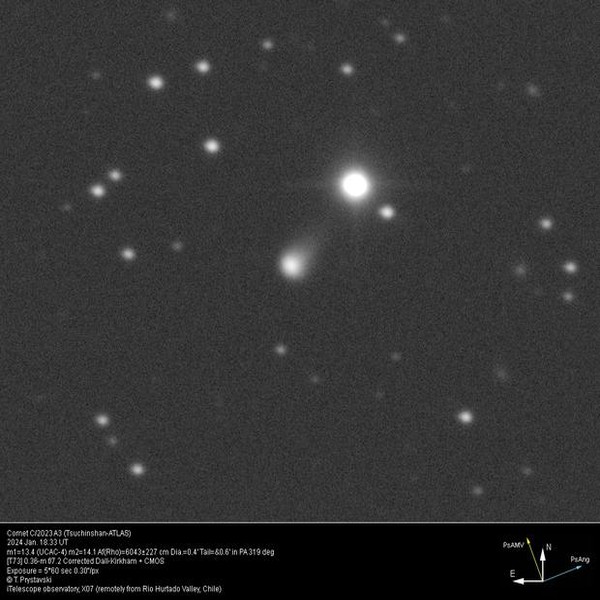 Comet C/2023 A3 (Tsuchinshan-ATLAS)
2024 Jan. 18.33 UT
m1=13.4 (UCAC-4) m2=14.1 Af(Rho)=6043±227 cm Dia.=0.4' Tail=&0.6' in PA 319 deg
[T73] 0.36-m f/7.2 Corrected Dall-Kirkham + CMOS
Exposure = 5*60 sec 0.30"/px
© T. Prystavski
iTelescope observatory, X07 (remotely from Rio Hurtado Valley, Chile)
PsAMV
N
PsAng
E